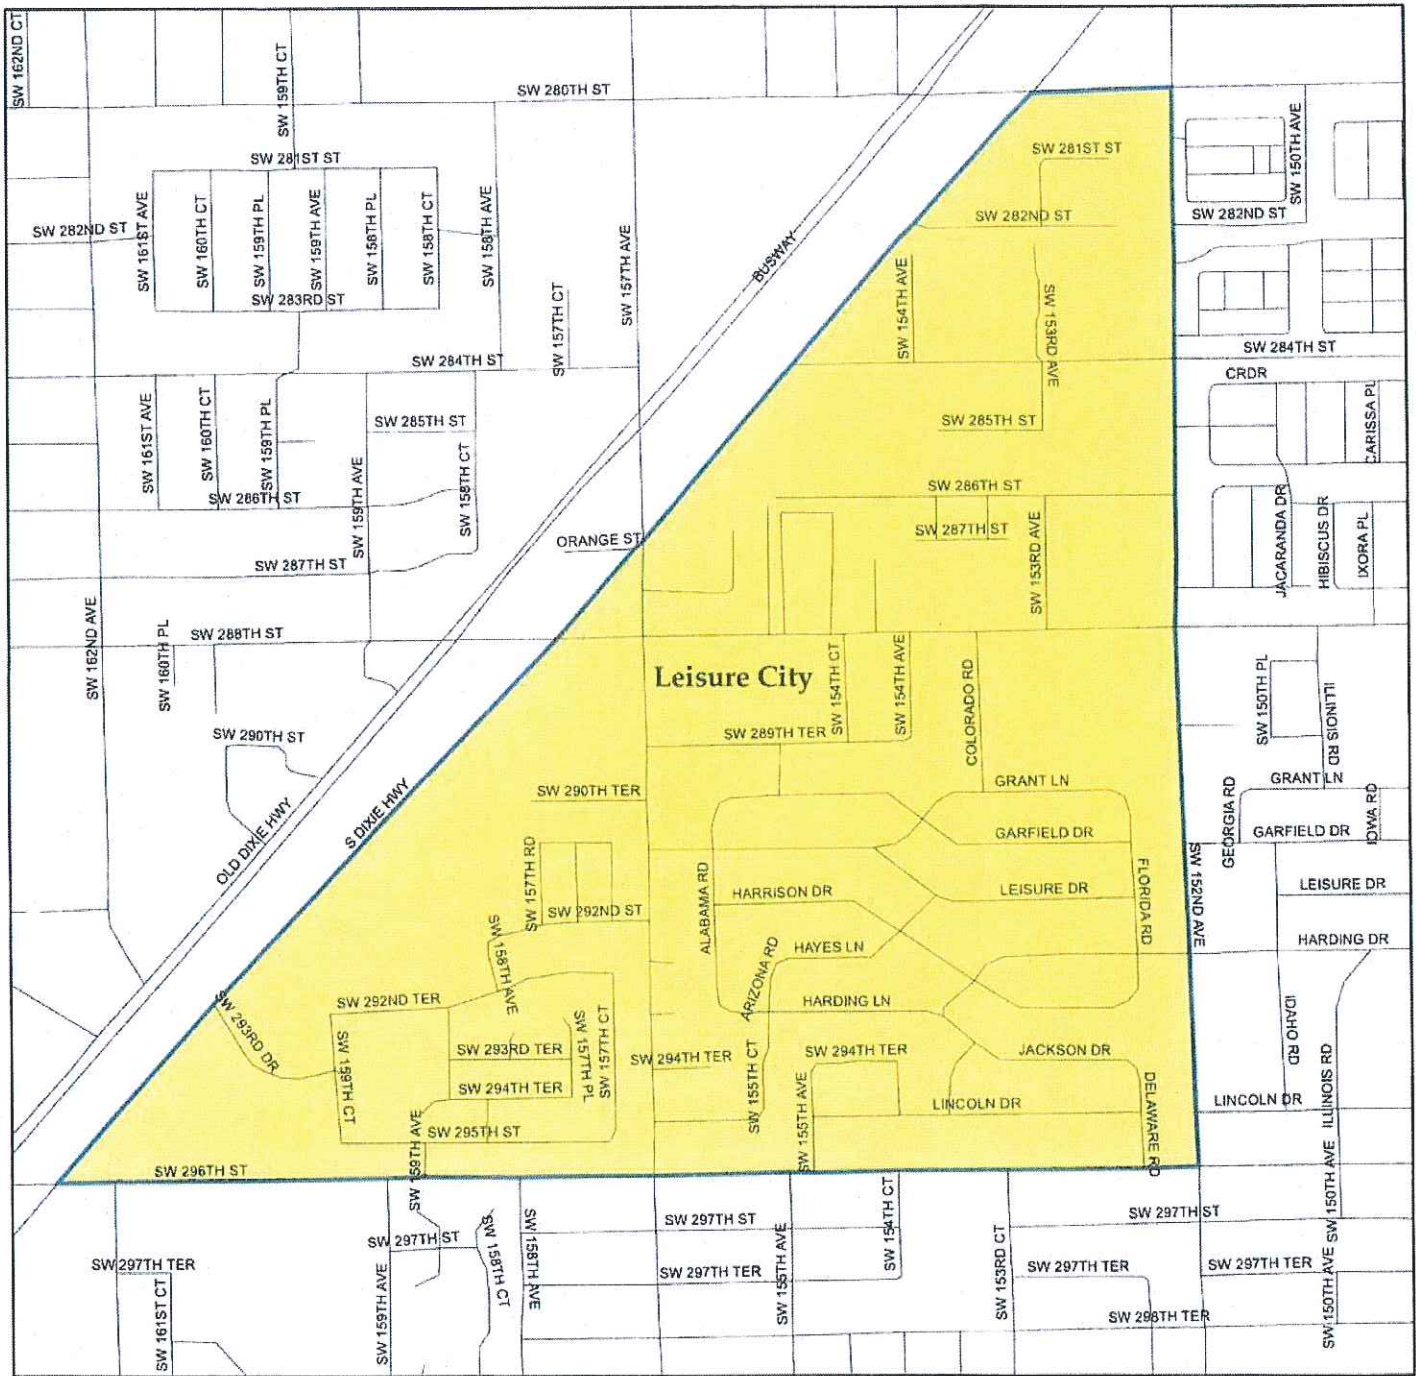 SW 162ND CT
SW 159TH CT
SW 280TH ST
SW 281ST ST
SW 281ST ST
SW 150TH AVE
SW 282ND ST
SW 161ST AVE
SW 160TH CT
SW 159TH PL
SW 159TH AVE
SW 158TH PL
SW 158TH CT
SW 158TH AVE
SW 157TH AVE
BUSWAY
SW 282ND ST
SW 282ND ST
SW 283RD ST
SW 157TH CT
SW 154TH AVE
SW 153RD AVE
SW 284TH ST
SW 284TH ST
CRDR
SW 161ST AVE
SW 160TH CT
SW 159TH PL
SW 285TH ST
SW 285TH ST
CARISSA PL
SW 159TH AVE
SW 158TH CT
SW 286TH ST
SW 286TH ST
SW 287TH ST
SW 153RD AVE
JACARANDA DR
HIBISCUS DR
IXORA PL
ORANGE ST
SW 287TH ST
SW 162ND AVE
SW 160TH PL
SW 288TH ST
Leisure City
SW 154TH CT
SW 154TH AVE
COLORADO RD
SW 150TH PL
ILLINOIS RD
SW 290TH ST
SW 289TH TER
SW 290TH TER
GRANT LN
GRANT LN
GEORGIA RD
IOWA RD
OLD DIXIE HWY
S DIXIE HWY
GARFIELD DR
GARFIELD DR
SW 157TH RD
ALABAMA RD
HARRISON DR
LEISURE DR
FLORIDA RD
SW 152ND AVE
LEISURE DR
SW 292ND ST
SW 158TH AVE
ARIZONA RD
HAYES LN
HARDING DR
SW 292ND TER
HARDING LN
SW 293RD DR
SW 159TH CT
SW 293RD TER
SW 157TH PL
SW 157TH CT
SW 294TH TER
SW 155TH CT
SW 294TH TER
JACKSON DR
IDAHO RD
ILLINOIS RD
SW 294TH TER
SW 155TH AVE
LINCOLN DR
DELAWARE RD
LINCOLN DR
SW 159TH AVE
SW 295TH ST
SW 296TH ST
SW 150TH AVE
SW 297TH ST
SW 158TH CT
SW 158TH AVE
SW 297TH ST
SW 155TH AVE
SW 154TH CT
SW 153RD CT
SW 297TH ST
SW 297TH TER
SW 161ST CT
SW 159TH AVE
SW 297TH TER
SW 297TH TER
SW 297TH TER
SW 150TH AVE
SW 298TH TER